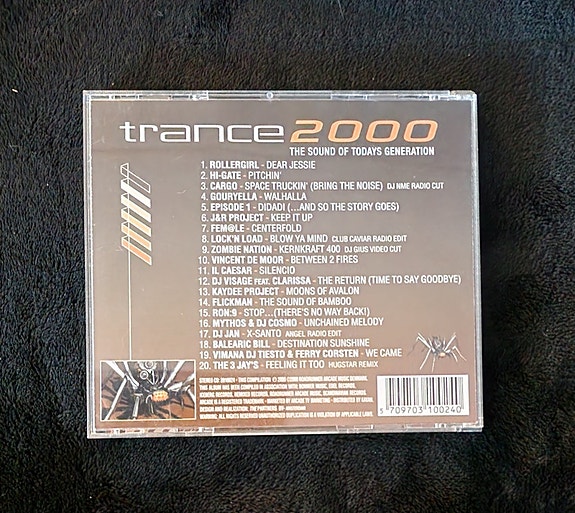 trance 2000
THE SOUND OF TODAYS GENERATION
1. ROLLERGIRL - DEAR JESSIE
2. HI-GATE - PITCHIN'
3. CARGO - SPACE TRUCKIN' (BRING THE NOISE) DJ NME RADIO CUT
4. GOURYELLA - WALHALLA
5. EPISODE 1 - DIDADI (...AND SO THE STORY GOES)
6. J&R PROJECT - KEEP IT UP
7. FEM@LE - CENTERFOLD
8. LOCK'N LOAD - BLOW YA MIND CLUB CAVIAR RADIO EDIT
9. ZOMBIE NATION - KERNKRAFT 400 DJ GIUS VIDEO CUT
10. VINCENT DE MOOR - BETWEEN 2 FIRES
11. IL CAESAR - SILENCIO
12. DJ VISAGE FEAT. CLARISSA - THE RETURN (TIME TO SAY GOODBYE)
13. KAYDEE PROJECT - MOONS OF AVALON
14. FLICKMAN - THE SOUND OF BAMBOO
15. RON:9 - STOP...(THERE'S NO WAY BACK!)
16. MYTHOS & DJ COSMO - UNCHAINED MELODY
17. DJ JAN - X-SANTO ANGEL RADIO EDIT
18. BALEARIC BILL - DESTINATION SUNSHINE
19. VIMANA DJ TIESTO & FERRY CORSTEN - WE CAME
20. THE 3 JAY'S - FEELING IT TOO HUGSTAR REMIX
3 709703 100240